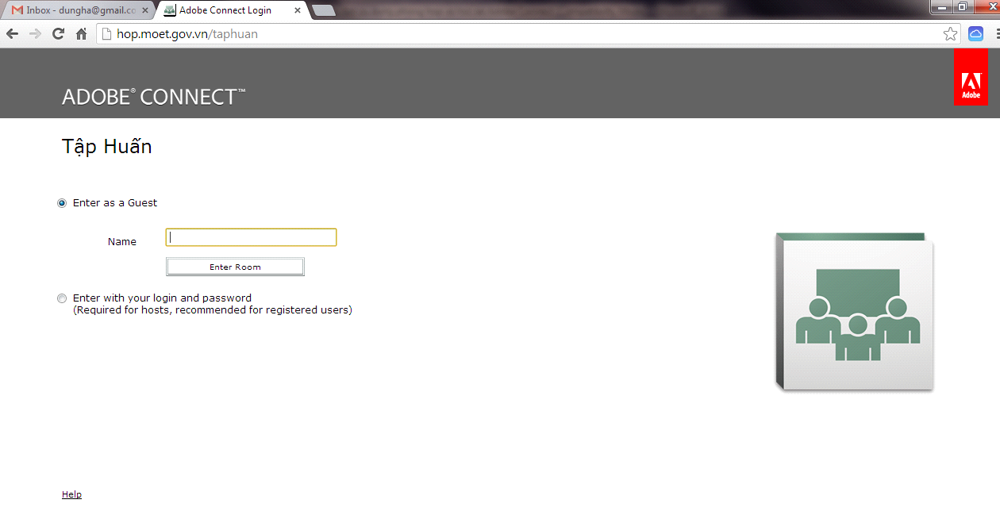 Inbox - dungha@gmail.co
Adobe Connect Login
hop.moet.gov.vn/taphuan
ADOBE® CONNECT™
Adobe
Tập Huấn
Enter as a Guest
Name
Enter Room
Enter with your login and password
(Required for hosts, recommended for registered users)
Help